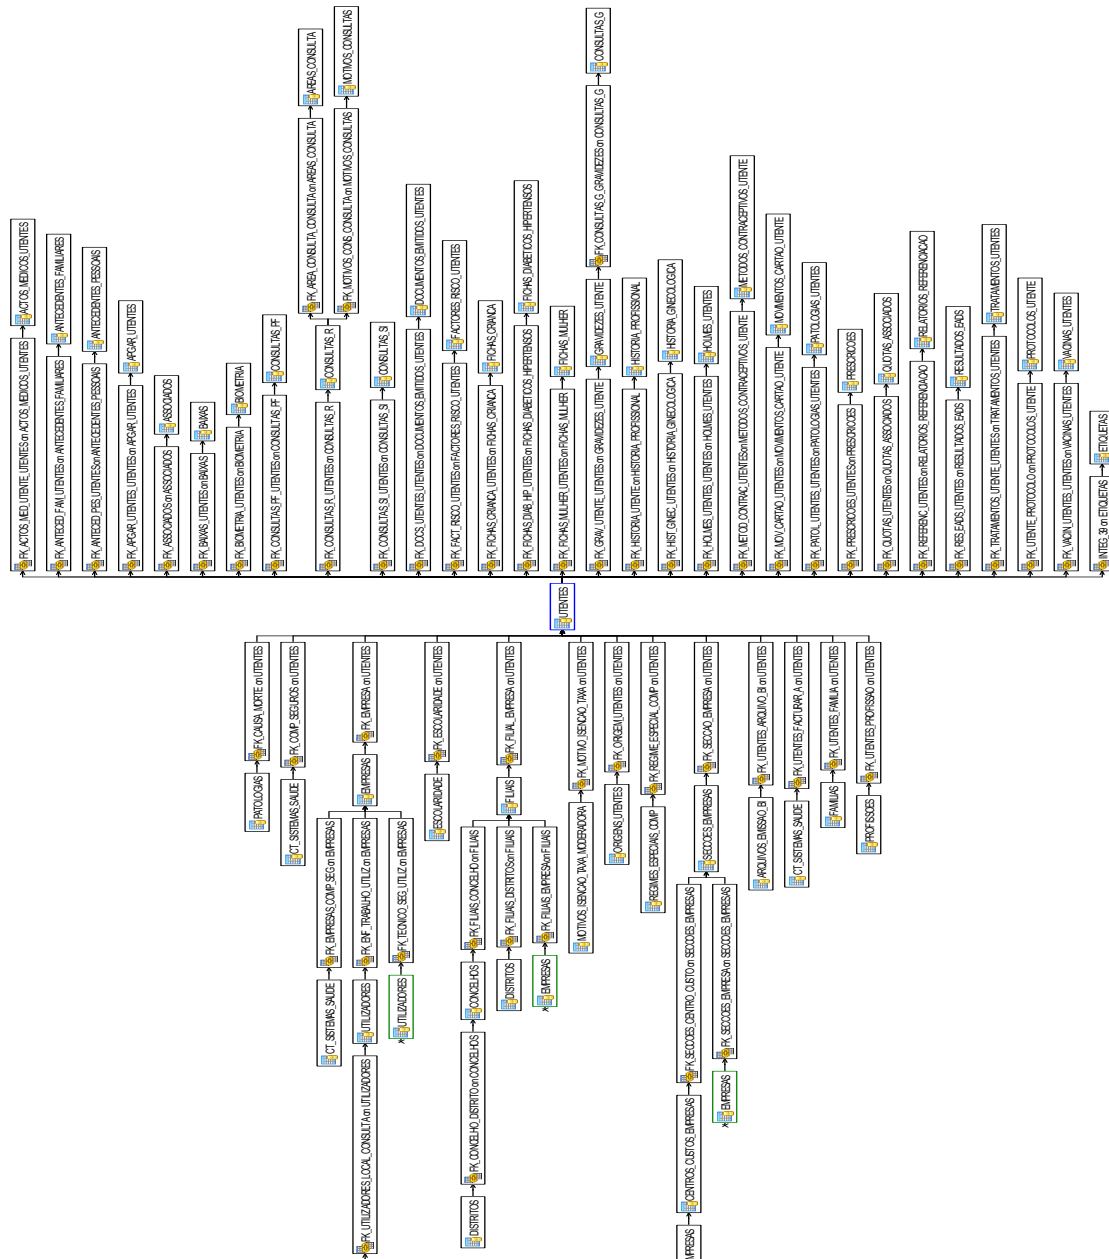 FK_ACTOS_MED_UTENTE_UTENTES on ACTOS_MEDICOS_UTENTES
ACTOS_MEDICOS_UTENTES
FK_ANTECED_FAM_UTENTES on ANTECEDENTES_FAMILIARES
ANTECEDENTES_FAMILIARES
FK_ANTECED_PES_UTENTES on ANTECEDENTES_PESSOAIS
ANTECEDENTES_PESSOAIS
FK_APGAR_UTENTES_UTENTES on APGAR_UTENTES
APGAR_UTENTES
FK_ASSOCIADOS on ASSOCIADOS
ASSOCIADOS
FK_BAIXAS_UTENTES on BAIXAS
BAIXAS
FK_BIOMETRIA_UTENTES on BIOMETRIA
BIOMETRIA
FK_CONSULTAS_PF_UTENTES on CONSULTAS_PF
CONSULTAS_PF
FK_CONSULTAS_R_UTENTES on CONSULTAS_R
CONSULTAS_R
FK_AREA_CONSULTA_CONSULTA on AREAS_CONSULTA
AREAS_CONSULTA
FK_MOTIVOS_CONS_CONSULTA on MOTIVOS_CONSULTAS
MOTIVOS_CONSULTAS
FK_CONSULTAS_SI_UTENTES on CONSULTAS_SI
CONSULTAS_SI
FK_DOCS_UTENTES_UTENTES on DOCUMENTOS_EMITIDOS_UTENTES
DOCUMENTOS_EMITIDOS_UTENTES
FK_FACT_RISCO_UTENTES on FACTORES_RISCO_UTENTES
FACTORES_RISCO_UTENTES
FK_FICHAS_CRIANCA_UTENTES on FICHAS_CRIANCA
FICHAS_CRIANCA
FK_FICHAS_DIAB_HIP_UTENTES on FICHAS_DIABETICOS_HIPERTENSOS
FICHAS_DIABETICOS_HIPERTENSOS
FK_FICHAS_MULHER_UTENTES on FICHAS_MULHER
FICHAS_MULHER
FK_GRAV_UTENTE_UTENTES on GRAVIDEZES_UTENTE
GRAVIDEZES_UTENTE
FK_CONSULTAS_G_GRAVIDEZES on CONSULTAS_G
CONSULTAS_G
FK_HISTORIA_UTENTE on HISTORIA_PROFISSIONAL
HISTORIA_PROFISSIONAL
FK_HIST_GINEC_UTENTES on HISTORIA_GINECOLOGICA
HISTORIA_GINECOLOGICA
FK_HOLMES_UTENTES_UTENTES on HOLMES_UTENTES
HOLMES_UTENTES
FK_METOD_CONTRAC_UTENTES on METODOS_CONTRACEPTIVOS_UTENTE
METODOS_CONTRACEPTIVOS_UTENTE
FK_MOV_CARTAO_UTENTES on MOVIMENTOS_CARTAO_UTENTE
MOVIMENTOS_CARTAO_UTENTE
FK_PATOL_UTENTES_UTENTES on PATOLOGIAS_UTENTES
PATOLOGIAS_UTENTES
FK_PRESCRICOES_UTENTES on PRESCRICOES
PRESCRICOES
FK_QUOTAS_UTENTES on QUOTAS_ASSOCIADOS
QUOTAS_ASSOCIADOS
FK_REFERENC_UTENTES on RELATORIOS_REFERENCIACAO
RELATORIOS_REFERENCIACAO
FK_RES_EADS_UTENTES on RESULTADOS_EADS
RESULTADOS_EADS
FK_TRATAMENTOS_UTENTE_UTENTES on TRATAMENTOS_UTENTES
TRATAMENTOS_UTENTES
FK_UTENTE_PROTOCOLO on PROTOCOLOS_UTENTE
PROTOCOLOS_UTENTE
FK_VACIN_UTENTES_UTENTES on VACINAS_UTENTES
VACINAS_UTENTES
INTEG_39 on ETIQUETAS
ETIQUETAS
UTENTES
FK_CAUSA_MORTE on UTENTES
PATOLOGIAS
FK_COMP_SEGUROS on UTENTES
CT_SISTEMAS_SAUDE
FK_EMPRESA on UTENTES
EMPRESAS
FK_EMPRESAS_COMP_SEG on EMPRESAS
CT_SISTEMAS_SAUDE
FK_ENF_TRABALHO_UTILIZ on EMPRESAS
UTILIZADORES
FK_UTILIZADORES_LOCAL_CONSULTA on UTILIZADORES
FK_TECNICO_SEG_UTILIZ on EMPRESAS
UTILIZADORES
FK_ESCOLARIDADE on UTENTES
ESCOLARIDADE
FK_FILIAL_EMPRESA on UTENTES
FILIAIS
FK_FILIAIS_CONCELHO on FILIAIS
CONCELHOS
FK_CONCELHO_DISTRITO on CONCELHOS
DISTRITOS
FK_FILIAIS_DISTRITOS on FILIAIS
DISTRITOS
FK_FILIAIS_EMPRESA on FILIAIS
EMPRESAS
FK_MOTIVO_ISENCAO_TAXA on UTENTES
MOTIVOS_ISENCAO_TAXA_MODERADORA
FK_ORIGEM_UTENTES on UTENTES
ORIGENS_UTENTES
FK_REGIME_ESPECIAL_COMP on UTENTES
REGIMES_ESPECIAIS_COMP
FK_SECCAO_EMPRESA on UTENTES
SECCOES_EMPRESAS
FK_SECCOES_CENTRO_CUSTO on SECCOES_EMPRESAS
CENTROS_CUSTOS_EMPRESAS
FK_SECCOES_EMPRESA on SECCOES_EMPRESAS
EMPRESAS
FK_UTENTES_ARQUIVO_BI on UTENTES
ARQUIVOS_EMISSAO_BI
FK_UTENTES_FACTURAR_A on UTENTES
CT_SISTEMAS_SAUDE
FK_UTENTES_FAMILIA on UTENTES
FAMILIAS
FK_UTENTES_PROFISSAO on UTENTES
PROFISSOES